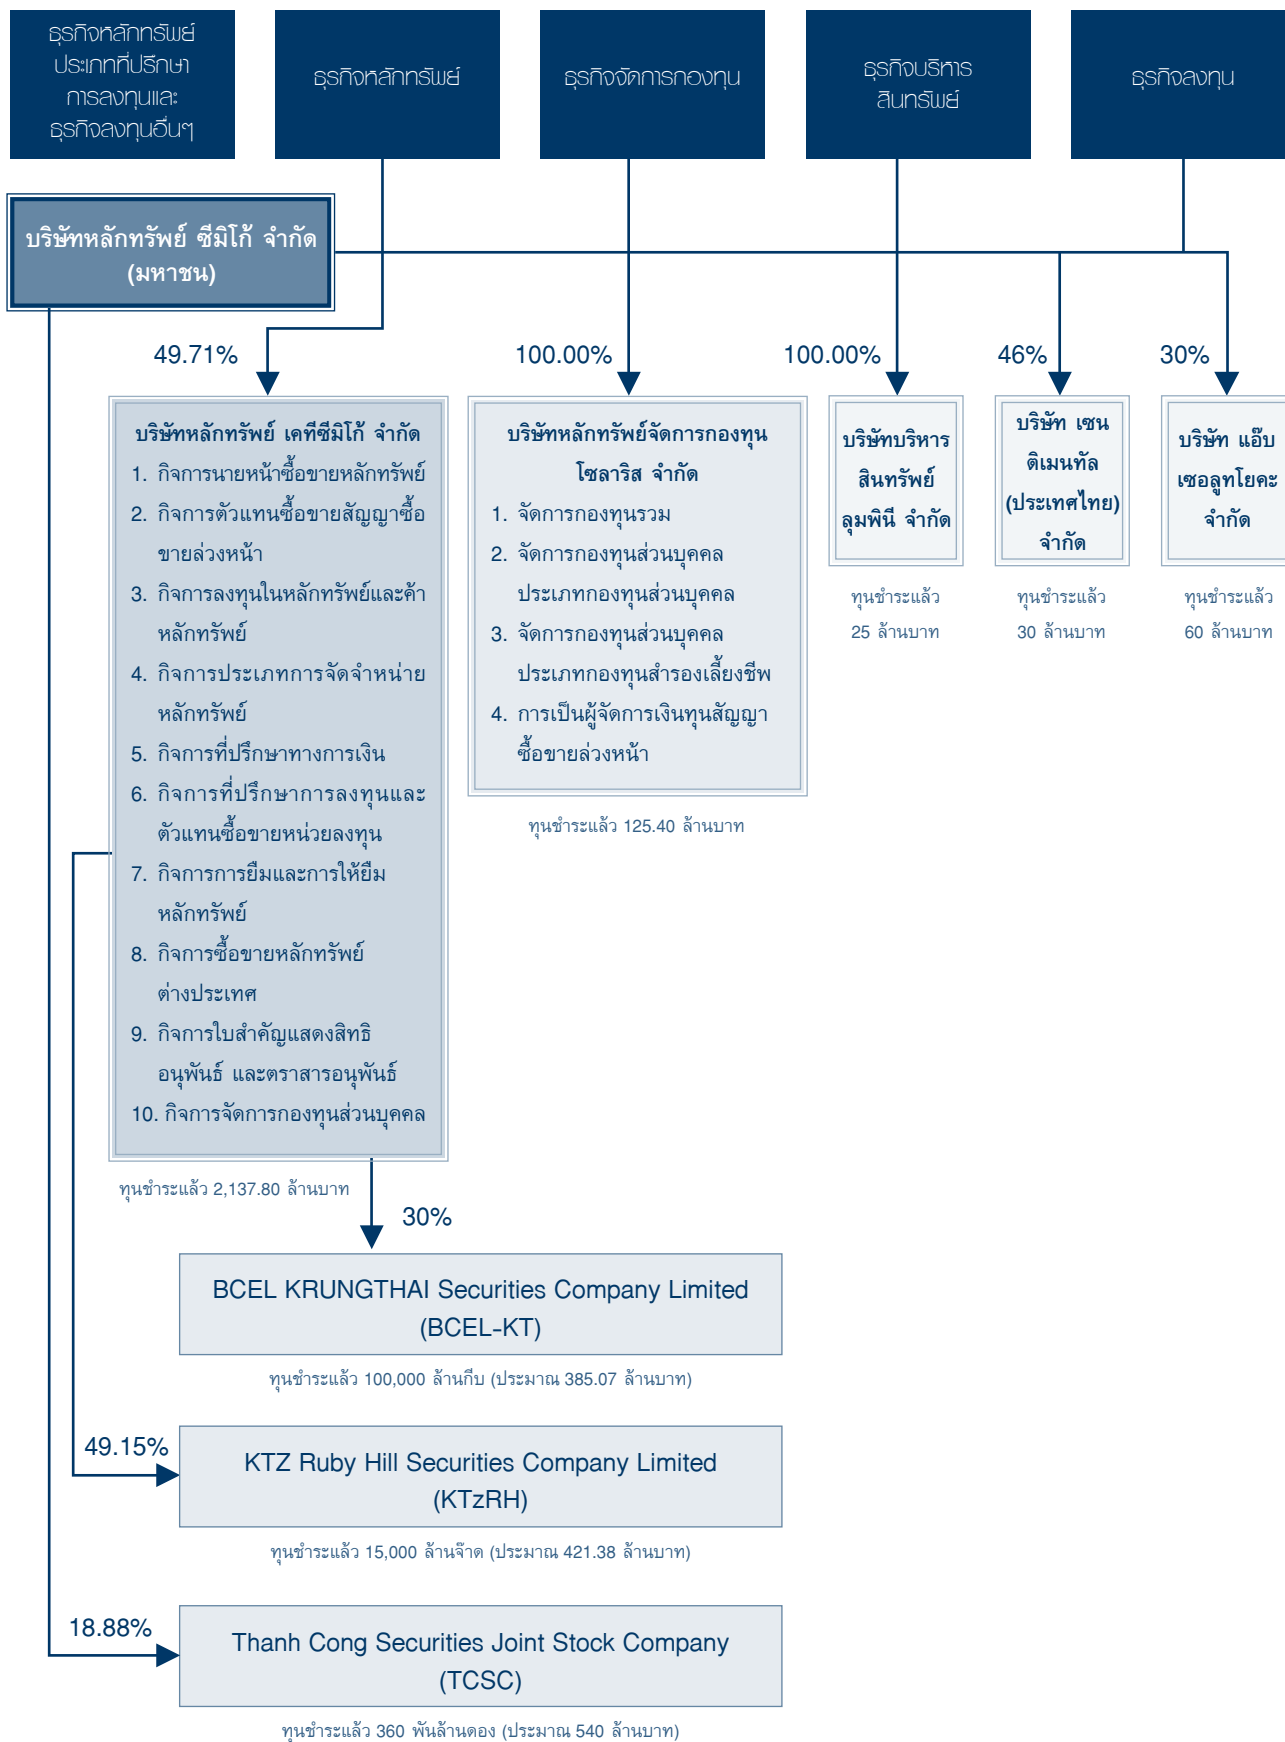 ธุรกิจหลักทรัพย์
ประเภทที่ปรึกษา
การลงทุนและ
ธุรกิจลงทุนอื่นๆ
ธุรกิจหลักทรัพย์
ธุรกิจจัดการกองทุน
ธุรกิจบริหาร
สินทรัพย์
ธุรกิจลงทุน
บริษัทหลักทรัพย์ ซีมิโก้ จำกัด
(มหาชน)
49.71%
100.00%
100.00%
46%
30%
บริษัทหลักทรัพย์ เคทีซีมิโก้ จำกัด
1. กิจการนายหน้าซื้อขายหลักทรัพย์
2. กิจการตัวแทนซื้อขายสัญญาซื้อ
ขายล่วงหน้า
3. กิจการลงทุนในหลักทรัพย์และค้า
หลักทรัพย์
4. กิจการประเภทการจัดจำหน่าย
หลักทรัพย์
5. กิจการที่ปรึกษาทางการเงิน
6. กิจการที่ปรึกษาการลงทุนและ
ตัวแทนซื้อขายหน่วยลงทุน
7. กิจการการยืมและการให้ยืม
หลักทรัพย์
8. กิจการซื้อขายหลักทรัพย์
ต่างประเทศ
9. กิจการใบสำคัญแสดงสิทธิ
อนุพันธ์ และตราสารอนุพันธ์
10. กิจการจัดการกองทุนส่วนบุคคล
ทุนชำระแล้ว 2,137.80 ล้านบาท
บริษัทหลักทรัพย์จัดการกองทุน
โซลาริส จำกัด
1. จัดการกองทุนรวม
2. จัดการกองทุนส่วนบุคคล
ประเภทกองทุนส่วนบุคคล
3. จัดการกองทุนส่วนบุคคล
ประเภทกองทุนสำรองเลี้ยงชีพ
4. การเป็นผู้จัดการเงินทุนสัญญา
ซื้อขายล่วงหน้า
ทุนชำระแล้ว 125.40 ล้านบาท
บริษัทบริหาร
สินทรัพย์
ลุมพินี จำกัด
ทุนชำระแล้ว
25 ล้านบาท
บริษัท เซน
ติเมนทัล
(ประเทศไทย)
จำกัด
ทุนชำระแล้ว
30 ล้านบาท
บริษัท แอ๊บ
เซอลูทโยคะ
จำกัด
ทุนชำระแล้ว
60 ล้านบาท
30%
BCEL KRUNGTHAI Securities Company Limited
(BCEL-KT)
ทุนชำระแล้ว 100,000 ล้านกีบ (ประมาณ 385.07 ล้านบาท)
49.15%
KTZ Ruby Hill Securities Company Limited
(KTzRH)
ทุนชำระแล้ว 15,000 ล้านจ๊าด (ประมาณ 421.38 ล้านบาท)
18.88%
Thanh Cong Securities Joint Stock Company
(TCSC)
ทุนชำระแล้ว 360 พันล้านดอง (ประมาณ 540 ล้านบาท)